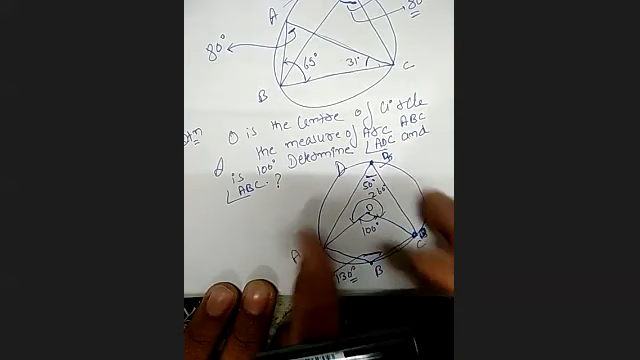 80
A
80°
65°
31°
C
B
O is the Centre of Circle
& the measure of Arc ABC
is 100° Determine ∠ADC and
∠ABC. ?
D
50°
260°
O
100°
A
C
130°
B